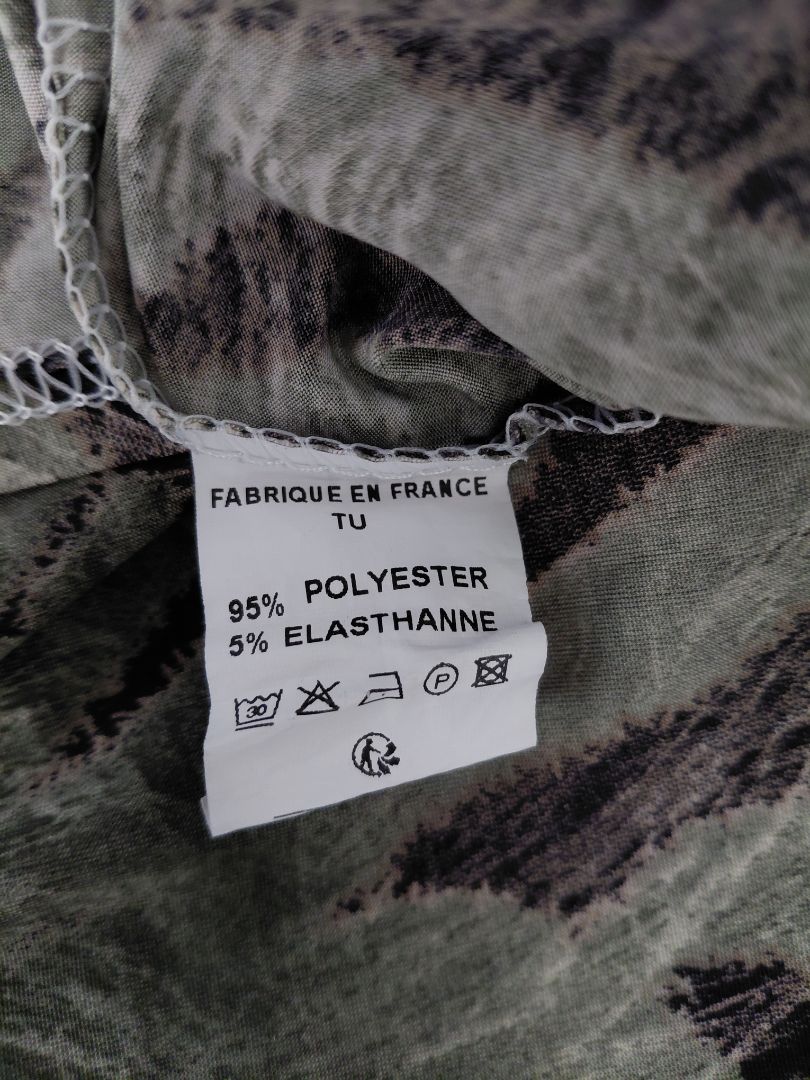 FABRIQUE EN FRANCE
TU
95% POLYESTER
5% ELASTHANNE
30 P